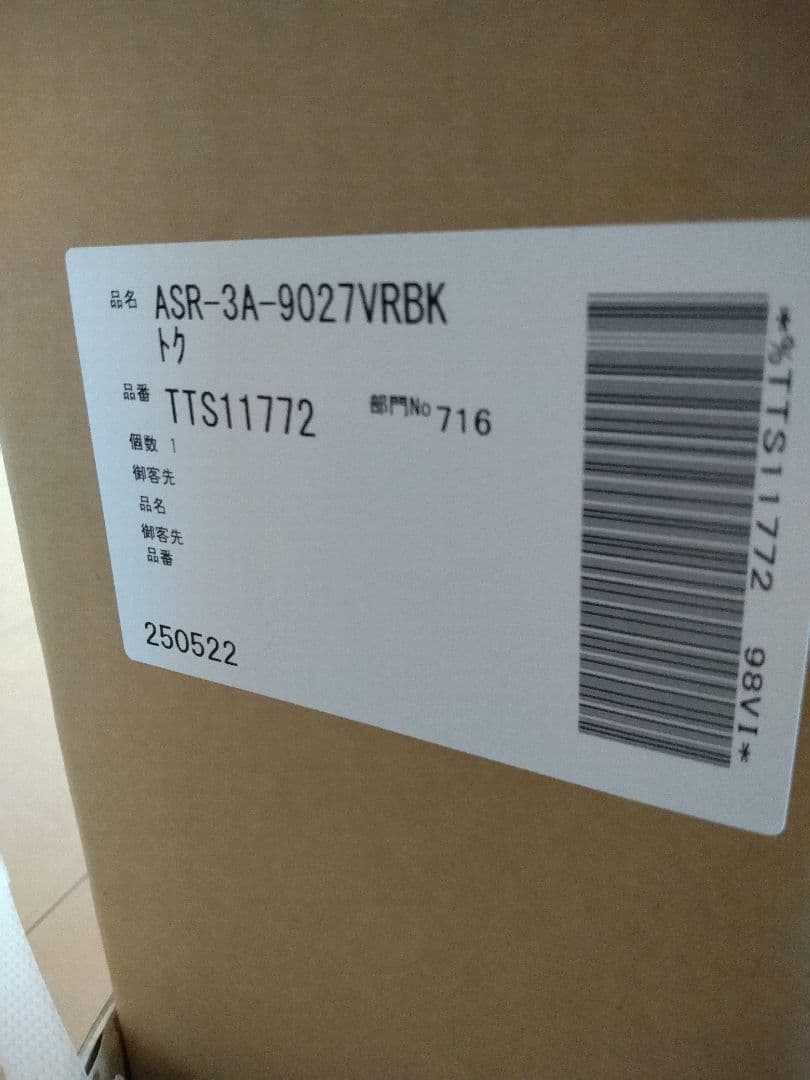 品名 ASR-3A-9027VRBK
トク
品番 TTS11772 部門No 716
個数 1
御客先
品名
御客先
品番
250522
*%TTS11772 98VI*